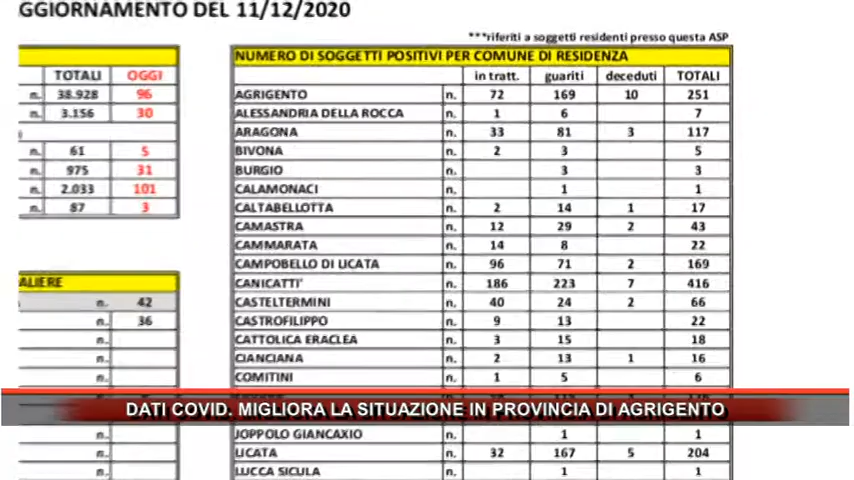 GGIORNAMENTO DEL 11/12/2020
***riferiti a soggetti residenti presso questa ASP
TOTALI OGGI
n. 38.928 96
n. 3.156 30
n. 61 5
n. 975 31
n. 2.033 101
n. 87 3
ALIERE
n. 42
n. 36
n.
n.
n.
n.
n.
n.
NUMERO DI SOGGETTI POSITIVI PER COMUNE DI RESIDENZA
in tratt. guariti deceduti TOTALI
AGRIGENTO n. 72 169 10 251
ALESSANDRIA DELLA ROCCA n. 1 6 7
ARAGONA n. 33 81 3 117
BIVONA n. 2 3 5
BURGIO n. 3 3
CALAMONACI n. 1 1
CALTABELLOTTA n. 2 14 1 17
CAMASTRA n. 12 29 2 43
CAMMARATA n. 14 8 22
CAMPOBELLO DI LICATA n. 96 71 2 169
CANICATTI' n. 186 223 7 416
CASTELTERMINI n. 40 24 2 66
CASTROFILIPPO n. 9 13 22
CATTOLICA ERACLEA n. 3 15 18
CIANCIANA n. 2 13 1 16
COMITINI n. 1 5 6
DATI COVID. MIGLIORA LA SITUAZIONE IN PROVINCIA DI AGRIGENTO
JOPPOLO GIANCAXIO n. 1 1
LICATA n. 32 167 5 204
LUCCA SICULA n. 1 1